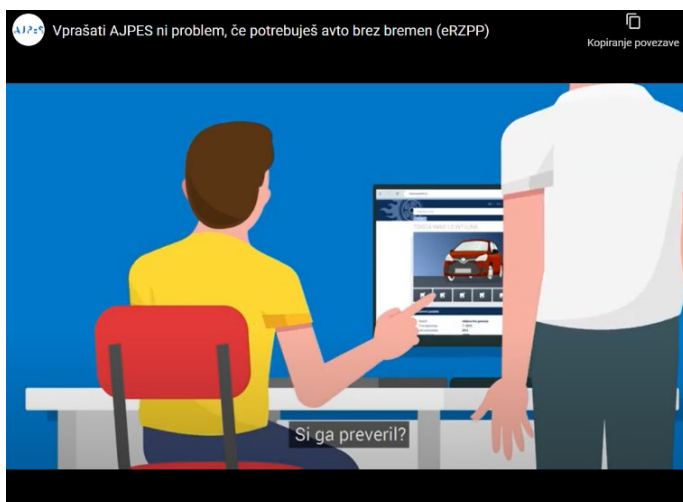 AJPES
Vprašati AJPES ni problem, če potrebuješ avto brez bremen (eRZPP)
Kopiranje povezave
Si ga preveril?